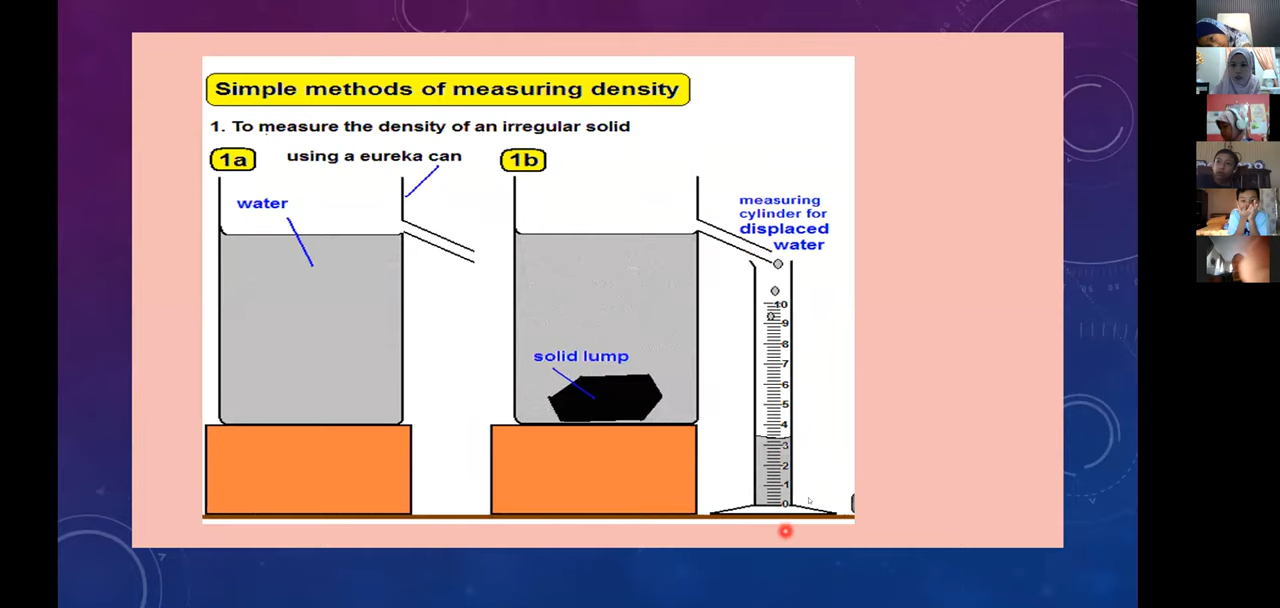 Simple methods of measuring density
1. To measure the density of an irregular solid
1a
using a eureka can
1b
water
measuring
cylinder for
displaced
water
solid lump
10
9
8
7
6
5
4
3
2
1
0